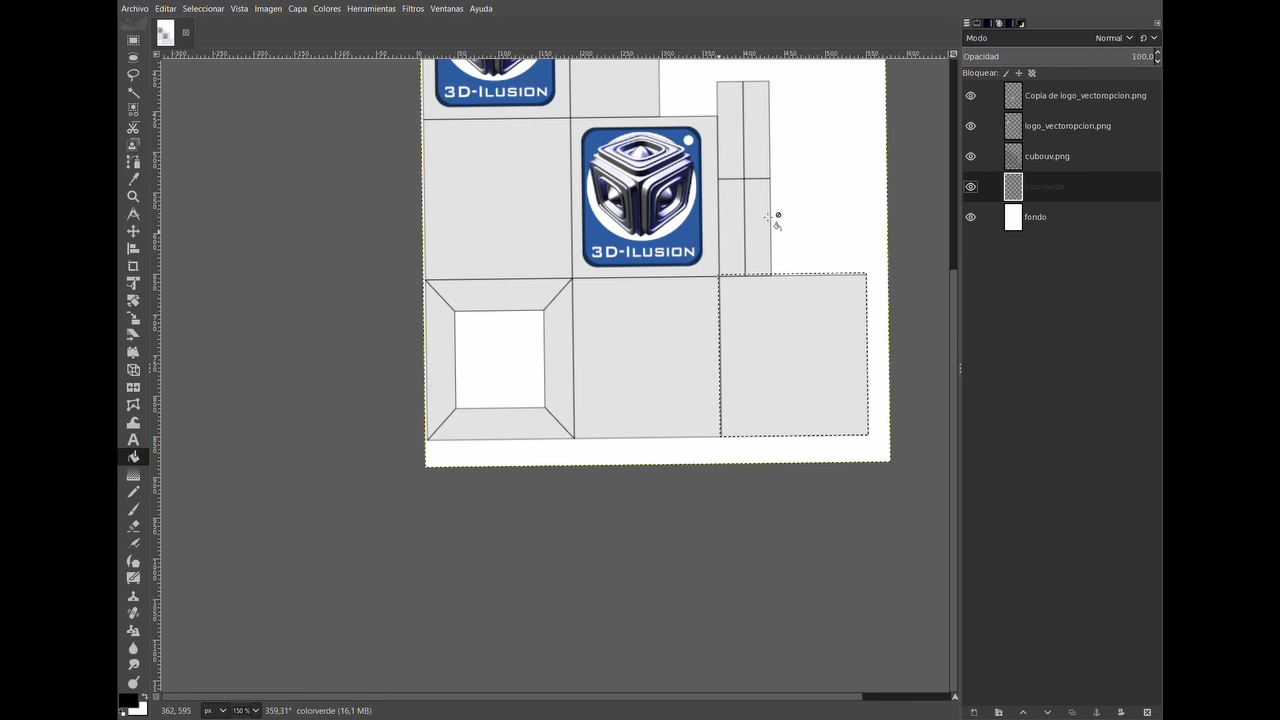 Archivo Editar Seleccionar Vista Imagen Capa Colores Herramientas Filtros Ventanas Ayuda
Modo Normal
Opacidad 100,0
Bloquear:
Copia de logo_vectoropcion.png
logo_vectoropcion.png
cubouv.png
colorverde
fondo
3D-Ilusion
3D-Ilusion
362, 595 px 150 % 359,31° colorverde (16,1 MB)